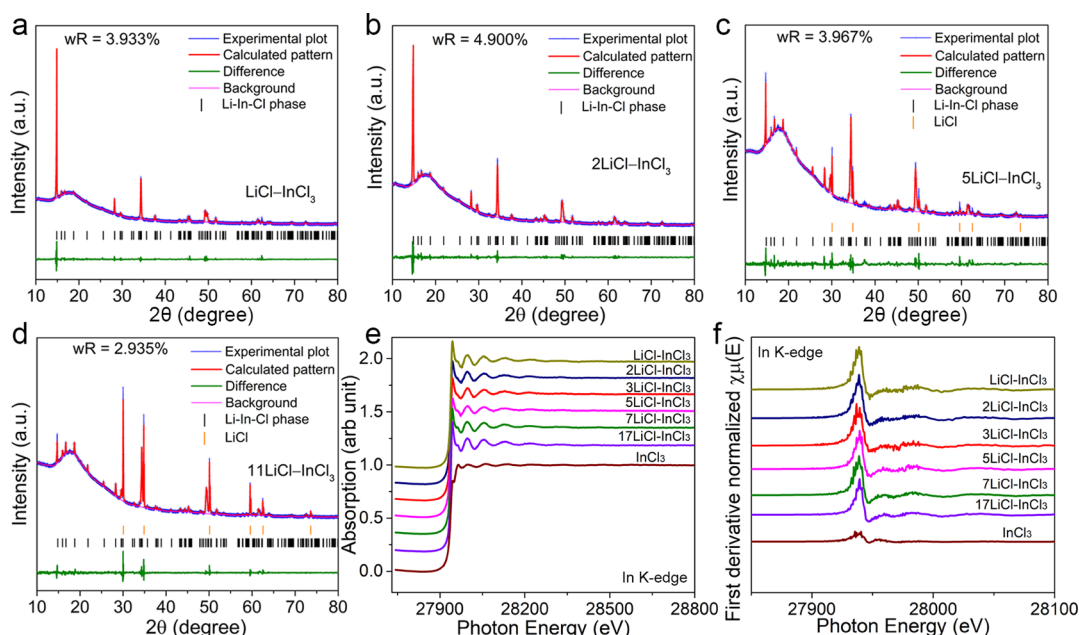 a
wR = 3.933%
Experimental plot
Calculated pattern
Difference
Background
Li-In-Cl phase
LiCl–InCl₃
Intensity (a.u.)
10 20 30 40 50 60 70 80
2θ (degree)
b
wR = 4.900%
Experimental plot
Calculated pattern
Difference
Background
Li-In-Cl phase
2LiCl–InCl₃
Intensity (a.u.)
10 20 30 40 50 60 70 80
2θ (degree)
c
wR = 3.967%
Experimental plot
Calculated pattern
Difference
Background
Li-In-Cl phase
LiCl
5LiCl–InCl₃
Intensity (a.u.)
10 20 30 40 50 60 70 80
2θ (degree)
d
wR = 2.935%
Experimental plot
Calculated pattern
Difference
Background
Li-In-Cl phase
LiCl
11LiCl–InCl₃
Intensity (a.u.)
10 20 30 40 50 60 70 80
2θ (degree)
e
2.0
1.5
1.0
0.5
0.0
Absorption (arb unit)
LiCl-InCl₃
2LiCl-InCl₃
3LiCl-InCl₃
5LiCl-InCl₃
7LiCl-InCl₃
17LiCl-InCl₃
InCl₃
In K-edge
27900 28200 28500 28800
Photon Energy (eV)
f
In K-edge
First derivative normalized χμ(E)
LiCl-InCl₃
2LiCl-InCl₃
3LiCl-InCl₃
5LiCl-InCl₃
7LiCl-InCl₃
17LiCl-InCl₃
InCl₃
27900 28000 28100
Photon Energy (eV)